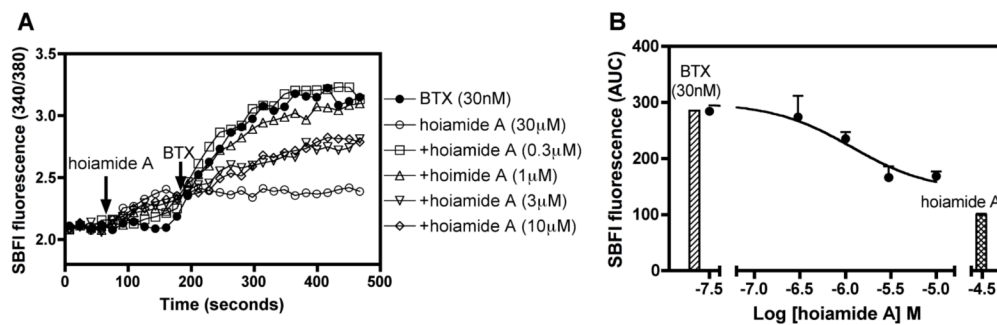 A
SBFI fluorescence (340/380)
3.5
3.0
2.5
2.0
hoiamide A
BTX
0 100 200 300 400 500
Time (seconds)
BTX (30nM)
hoiamide A (30μM)
+hoiamide A (0.3μM)
+hoimide A (1μM)
+hoiamide A (3μM)
+hoiamide A (10μM)
B
SBFI fluorescence (AUC)
400
300
200
100
0
BTX
(30nM)
hoiamide A
-7.5 -7.0 -6.5 -6.0 -5.5 -5.0 -4.5
Log [hoiamide A] M